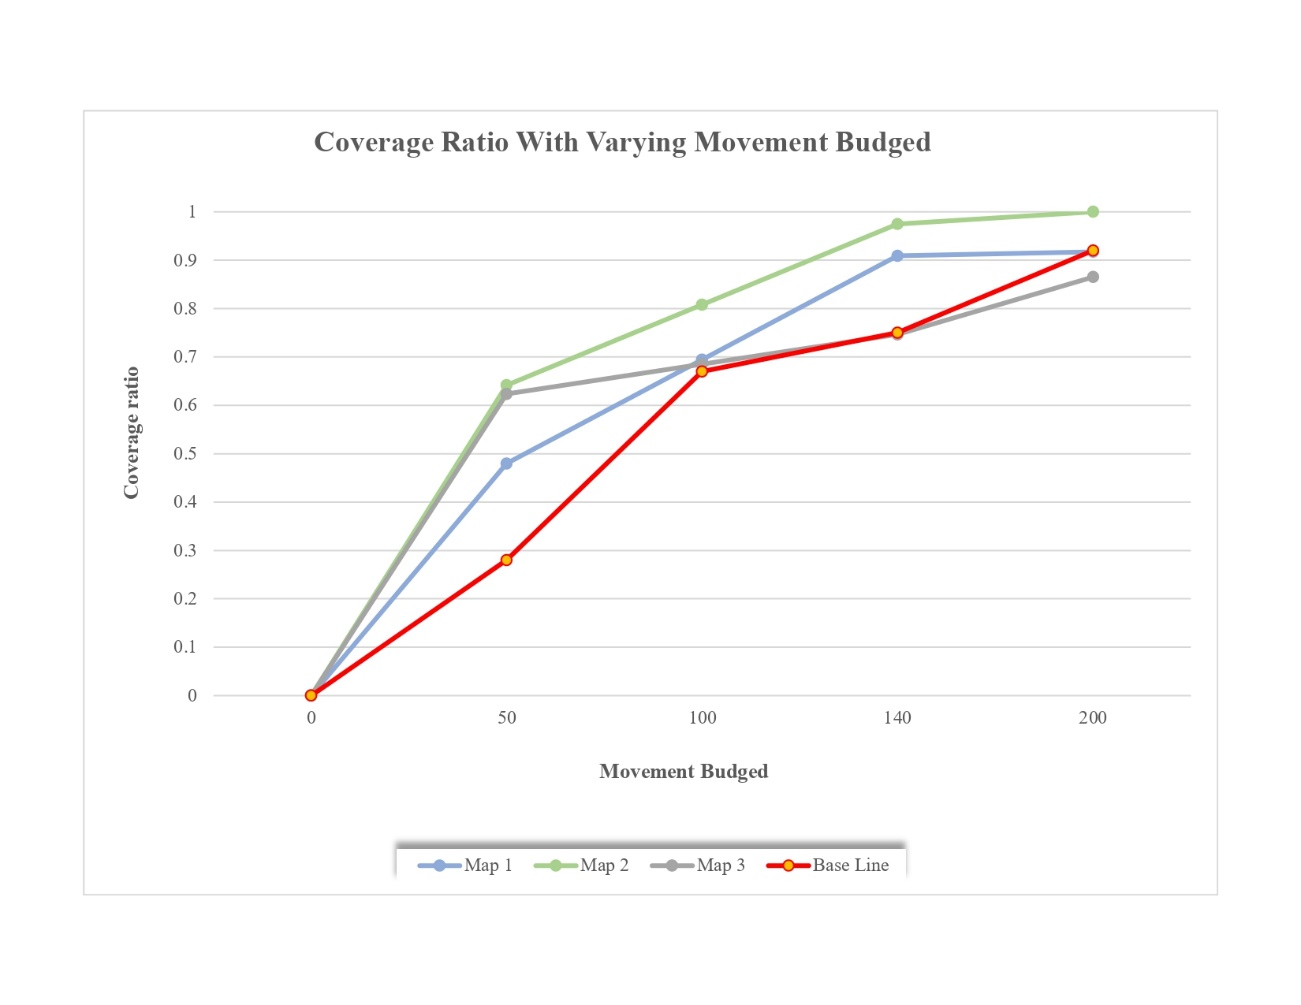 Coverage Ratio With Varying Movement Budged
1
0.9
0.8
0.7
0.6
0.5
0.4
0.3
0.2
0.1
0
Coverage ratio
0 50 100 140 200
Movement Budged
Map 1 Map 2 Map 3 Base Line